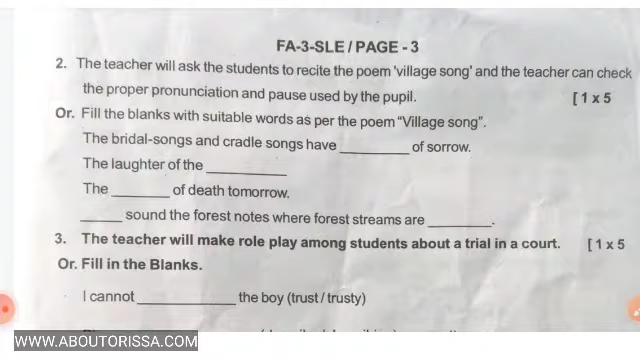 FA-3-SLE / PAGE - 3
2. The teacher will ask the students to recite the poem 'village song' and the teacher can check
the proper pronunciation and pause used by the pupil. [ 1 x 5
Or. Fill the blanks with suitable words as per the poem “Village song”.
The bridal-songs and cradle songs have ________ of sorrow.
The laughter of the _________
The _______ of death tomorrow.
_____ sound the forest notes where forest streams are ________.
3. The teacher will make role play among students about a trial in a court. [ 1 x 5
Or. Fill in the Blanks.
I cannot ____________ the boy (trust / trusty)
WWW.ABOUTORISSA.COM